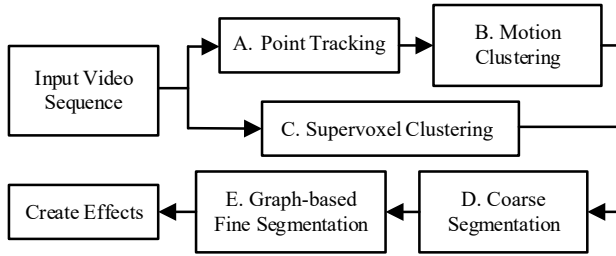 Input Video
Sequence
A. Point Tracking
B. Motion
Clustering
C. Supervoxel Clustering
D. Coarse
Segmentation
E. Graph-based
Fine Segmentation
Create Effects